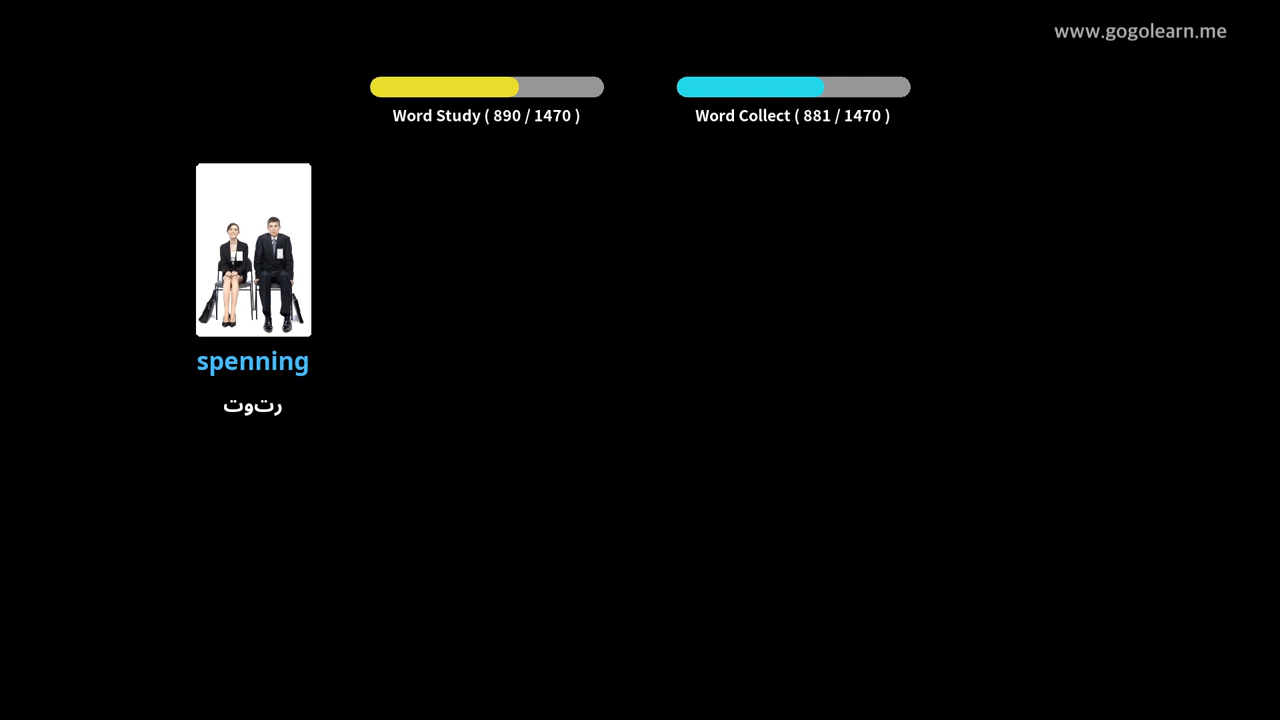 www.gogolearn.me
Word Study ( 890 / 1470 )
Word Collect ( 881 / 1470 )
spenning
رتوت